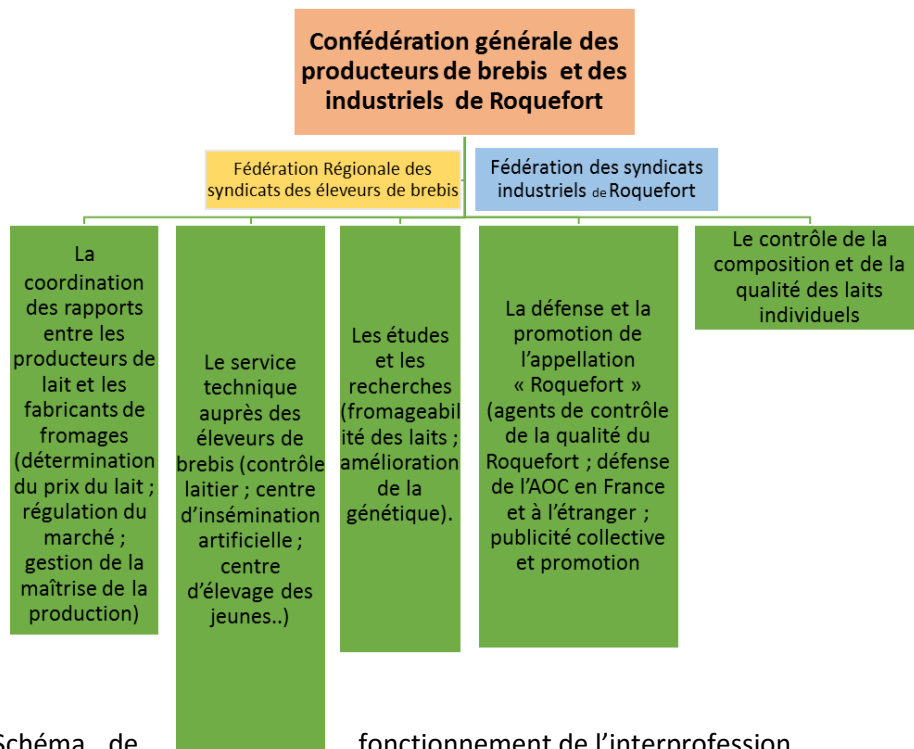 Confédération générale des
producteurs de brebis et des
industriels de Roquefort
Fédération Régionale des
syndicats des éleveurs de brebis
Fédération des syndicats
industriels de Roquefort
La
coordination
des rapports
entre les
producteurs de
lait et les
fabricants de
fromages
(détermination
du prix du lait ;
régulation du
marché ;
gestion de la
maîtrise de la
production)
Le service
technique
auprès des
éleveurs de
brebis (contrôle
laitier ; centre
d’insémination
artificielle ;
centre
d’élevage des
jeunes..)
Les études
et les
recherches
(fromageabil
ité des laits ;
amélioration
de la
génétique).
La défense et la
promotion de
l’appellation
« Roquefort »
(agents de contrôle
de la qualité du
Roquefort ; défense
de l’AOC en France
et à l’étranger ;
publicité collective
et promotion
Le contrôle de la
composition et de la
qualité des laits
individuels
Schéma de fonctionnement de l’interprofession